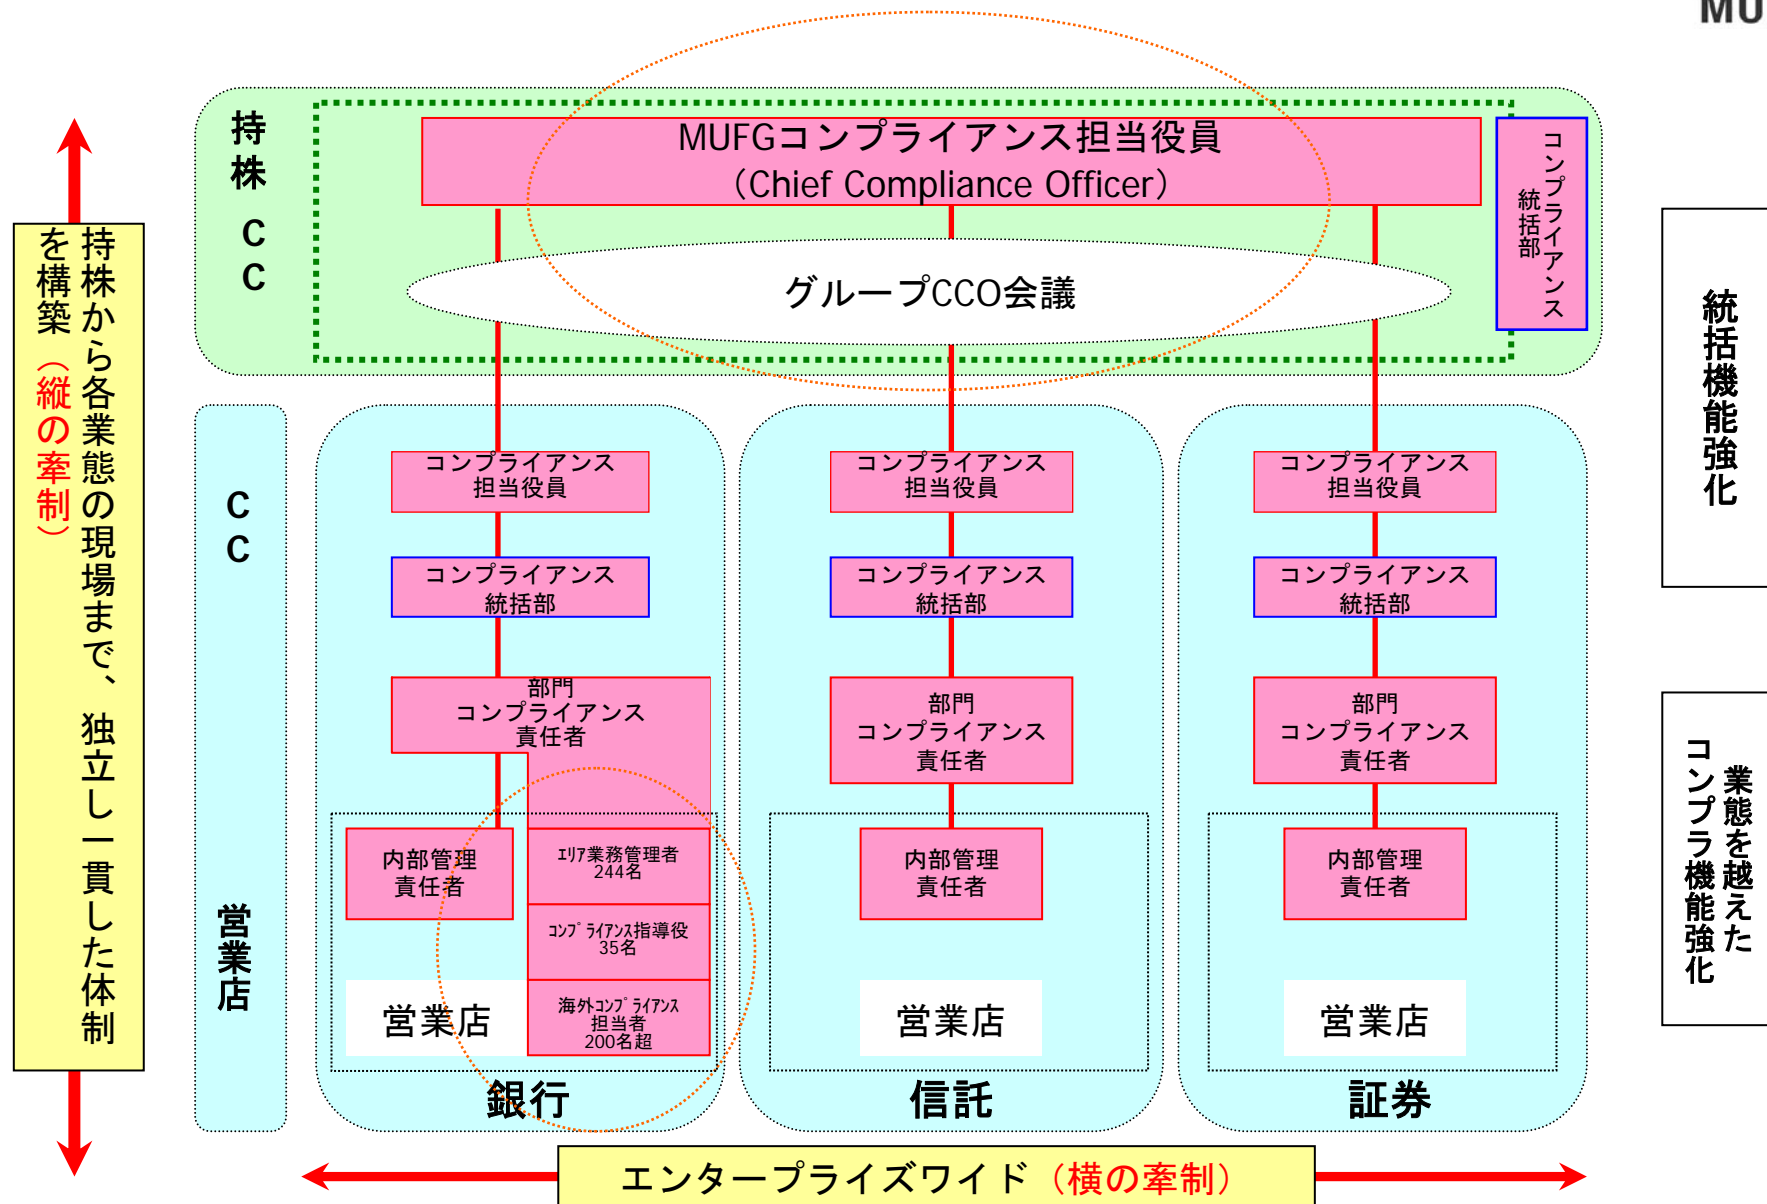 MU
持株
CC
MUFGコンプライアンス担当役員
（Chief Compliance Officer）
コンプライアンス
統括部
グループCCO会議
持株から各業態の現場まで、独立し一貫した体制
を構築（縦の牽制）
統括機能強化
業態を越えた
コンプラ機能強化
CC
営業店
コンプライアンス
担当役員
コンプライアンス
統括部
部門
コンプライアンス
責任者
内部管理
責任者
ｴﾘｱ業務管理者
244名
ｺﾝﾌﾟﾗｲｱﾝｽ指導役
35名
海外ｺﾝﾌﾟﾗｲｱﾝｽ
担当者
200名超
営業店
銀行
コンプライアンス
担当役員
コンプライアンス
統括部
部門
コンプライアンス
責任者
内部管理
責任者
営業店
信託
コンプライアンス
担当役員
コンプライアンス
統括部
部門
コンプライアンス
責任者
内部管理
責任者
営業店
証券
エンタープライズワイド（横の牽制）